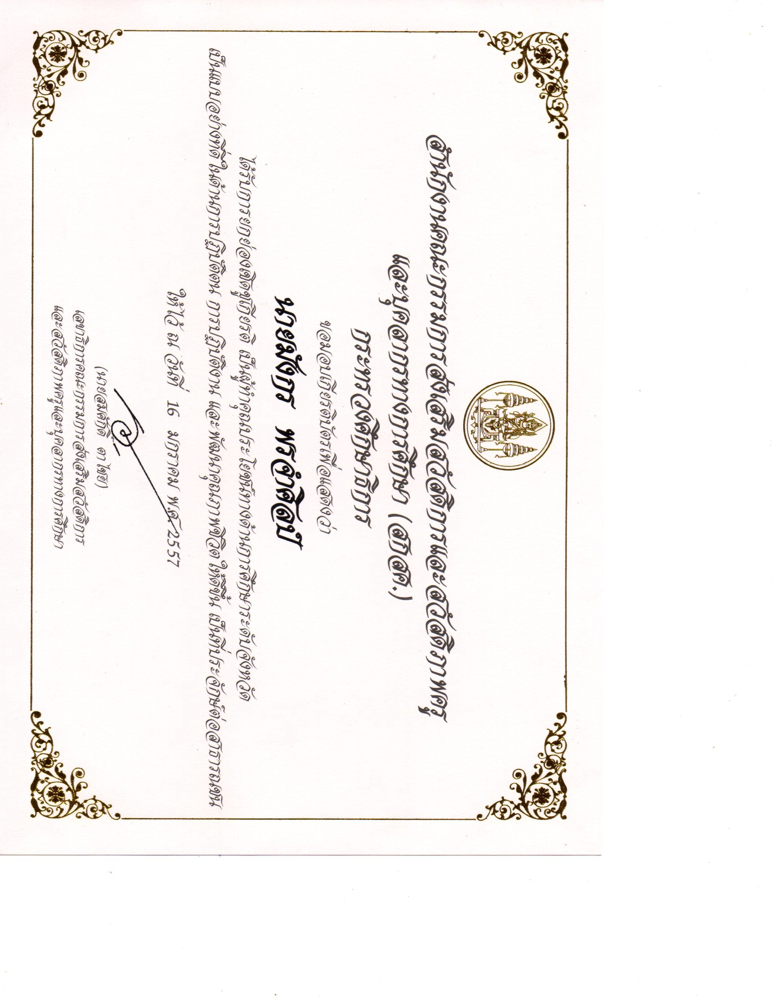 สำนักงานคณะกรรมการส่งเสริมสวัสดิการและสวัสดิภาพครู
และบุคลากรทางการศึกษา (สกสค.)
กระทรวงศึกษาธิการ
ขอมอบเกียรติบัตรเพื่อแสดงว่า
นายมังกร พรจำศิลป์
ได้รับการยกย่องเชิดชูเกียรติ เป็นผู้ทำคุณประโยชน์ทางด้านการศึกษาระดับจังหวัด
เป็นแบบอย่างที่ดี ในด้านการปฏิบัติตน การปฏิบัติงาน และพัฒนาคุณภาพชีวิต ให้ดีขึ้น เป็นที่ประจักษ์ต่อสาธารณชน
ให้ไว้ ณ วันที่ 16 มกราคม พ.ศ. 2557
(นายสมศักดิ์ ตาไชย)
เลขาธิการคณะกรรมการส่งเสริมสวัสดิการ
และสวัสดิภาพครูและบุคลากรทางการศึกษา